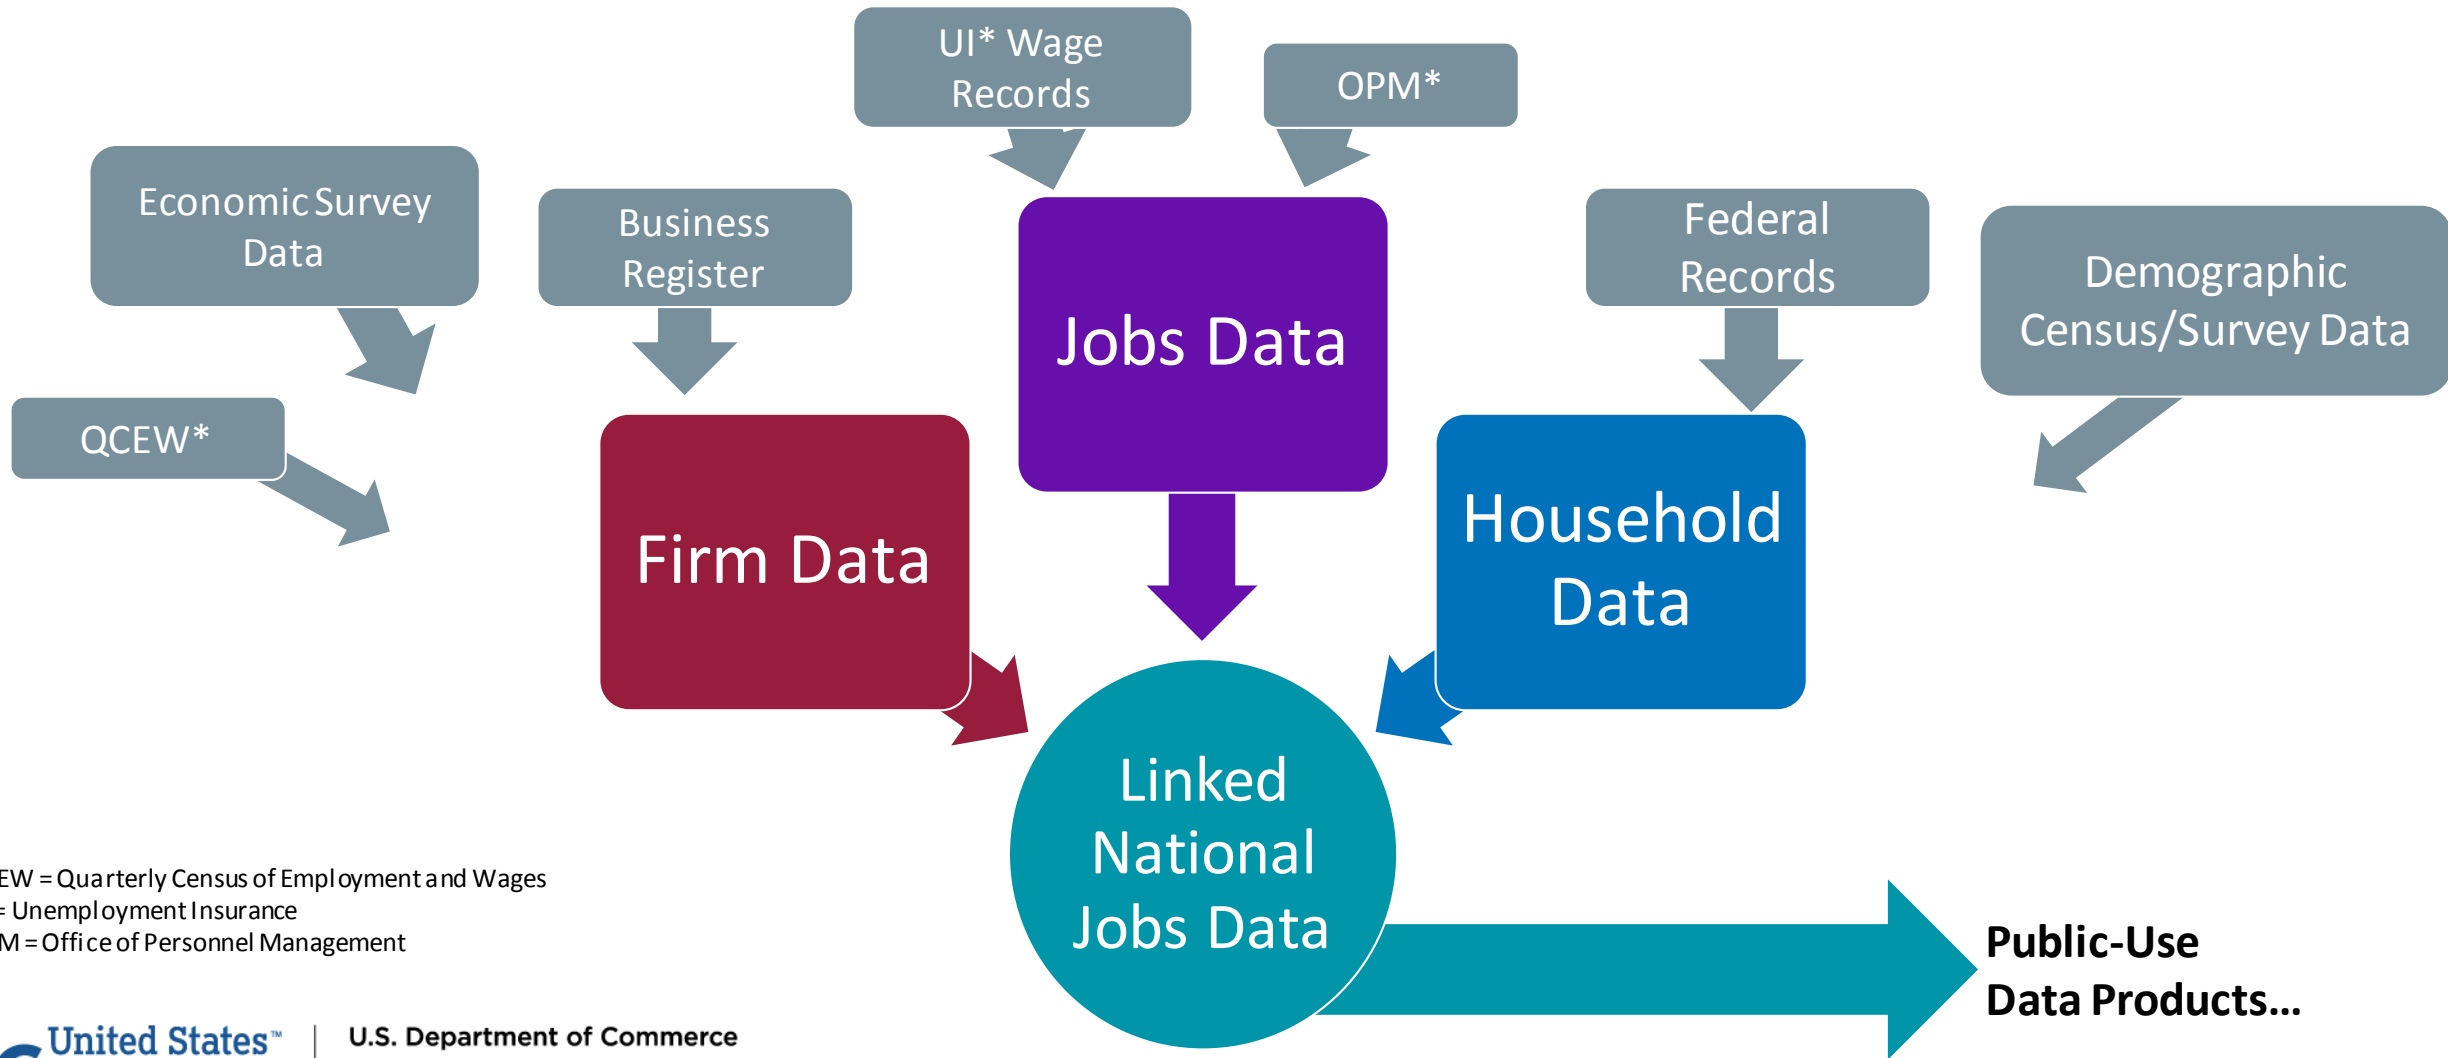 UI* Wage
Records
OPM*
Economic Survey
Data
Business
Register
Federal
Records
Demographic
Census/Survey Data
Jobs Data
QCEW*
Firm Data
Household
Data
Linked
National
Jobs Data
EW = Quarterly Census of Employment and Wages
= Unemployment Insurance
M = Office of Personnel Management
Public-Use
Data Products...
United States™
U.S. Department of Commerce